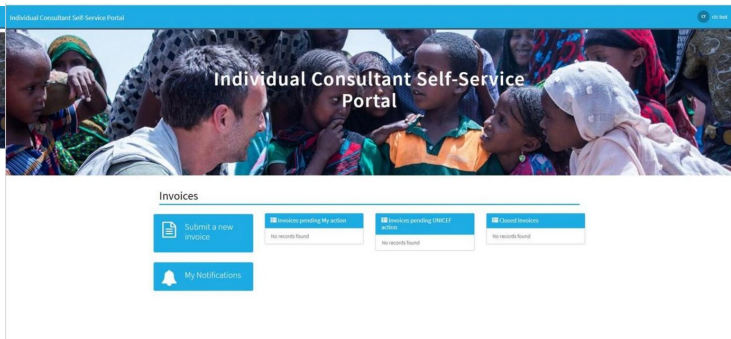 Individual Consultant Self-Service Portal
CT
Individual Consultant Self-Service
Portal
Invoices
Submit a new
invoice
My Notifications
Invoices pending My action
No records found
Invoices pending UNICEF
action
No records found
Closed Invoices
No records found